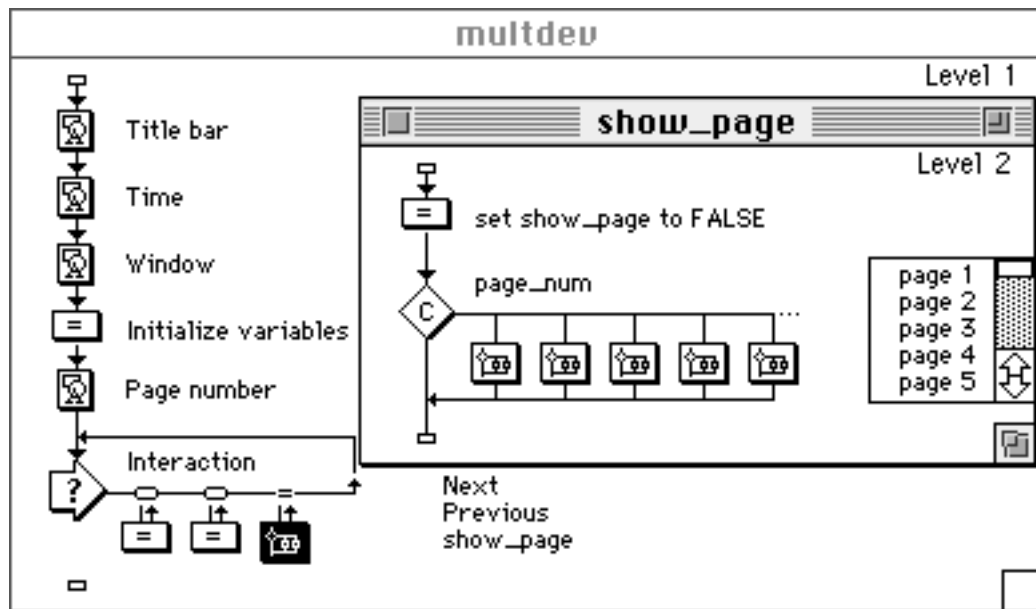 multdev
Level 1
Title bar
Time
Window
=
Initialize variables
Page number
Interaction
?
=
=
=
Next
Previous
show_page
show_page
Level 2
=
set show_page to FALSE
page_num
C
...
page 1
page 2
page 3
page 4
page 5